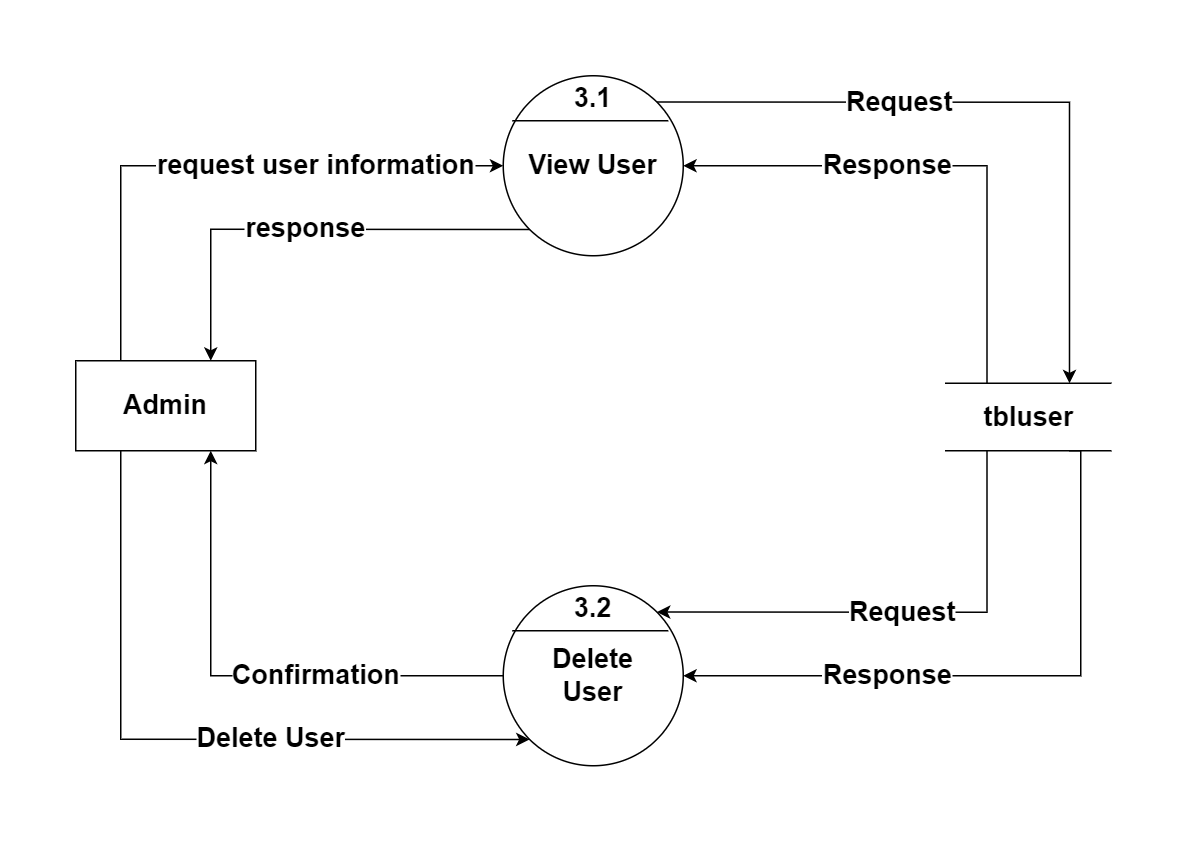 3.1
Request
request user information
View User
Response
response
Admin
tbluser
3.2
Request
Delete
User
Confirmation
Response
Delete User